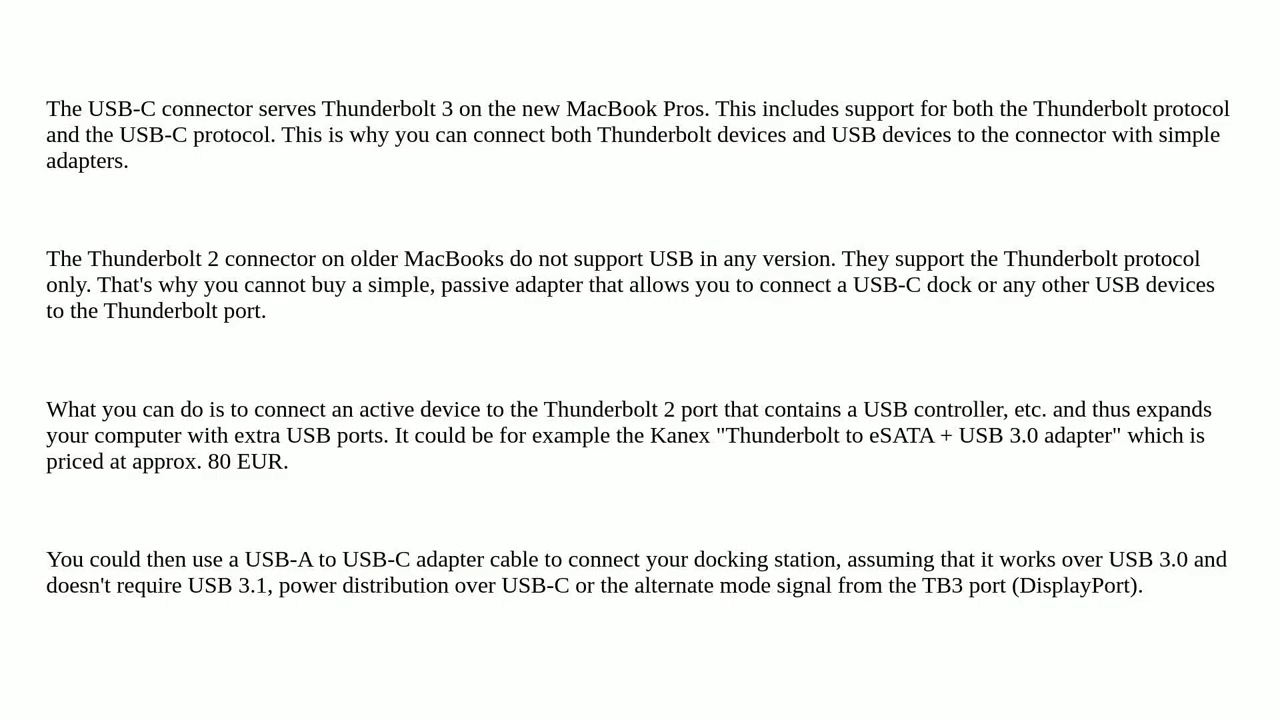 The USB-C connector serves Thunderbolt 3 on the new MacBook Pros. This includes support for both the Thunderbolt protocol
and the USB-C protocol. This is why you can connect both Thunderbolt devices and USB devices to the connector with simple
adapters.
The Thunderbolt 2 connector on older MacBooks do not support USB in any version. They support the Thunderbolt protocol
only. That's why you cannot buy a simple, passive adapter that allows you to connect a USB-C dock or any other USB devices
to the Thunderbolt port.
What you can do is to connect an active device to the Thunderbolt 2 port that contains a USB controller, etc. and thus expands
your computer with extra USB ports. It could be for example the Kanex "Thunderbolt to eSATA + USB 3.0 adapter" which is
priced at approx. 80 EUR.
You could then use a USB-A to USB-C adapter cable to connect your docking station, assuming that it works over USB 3.0 and
doesn't require USB 3.1, power distribution over USB-C or the alternate mode signal from the TB3 port (DisplayPort).